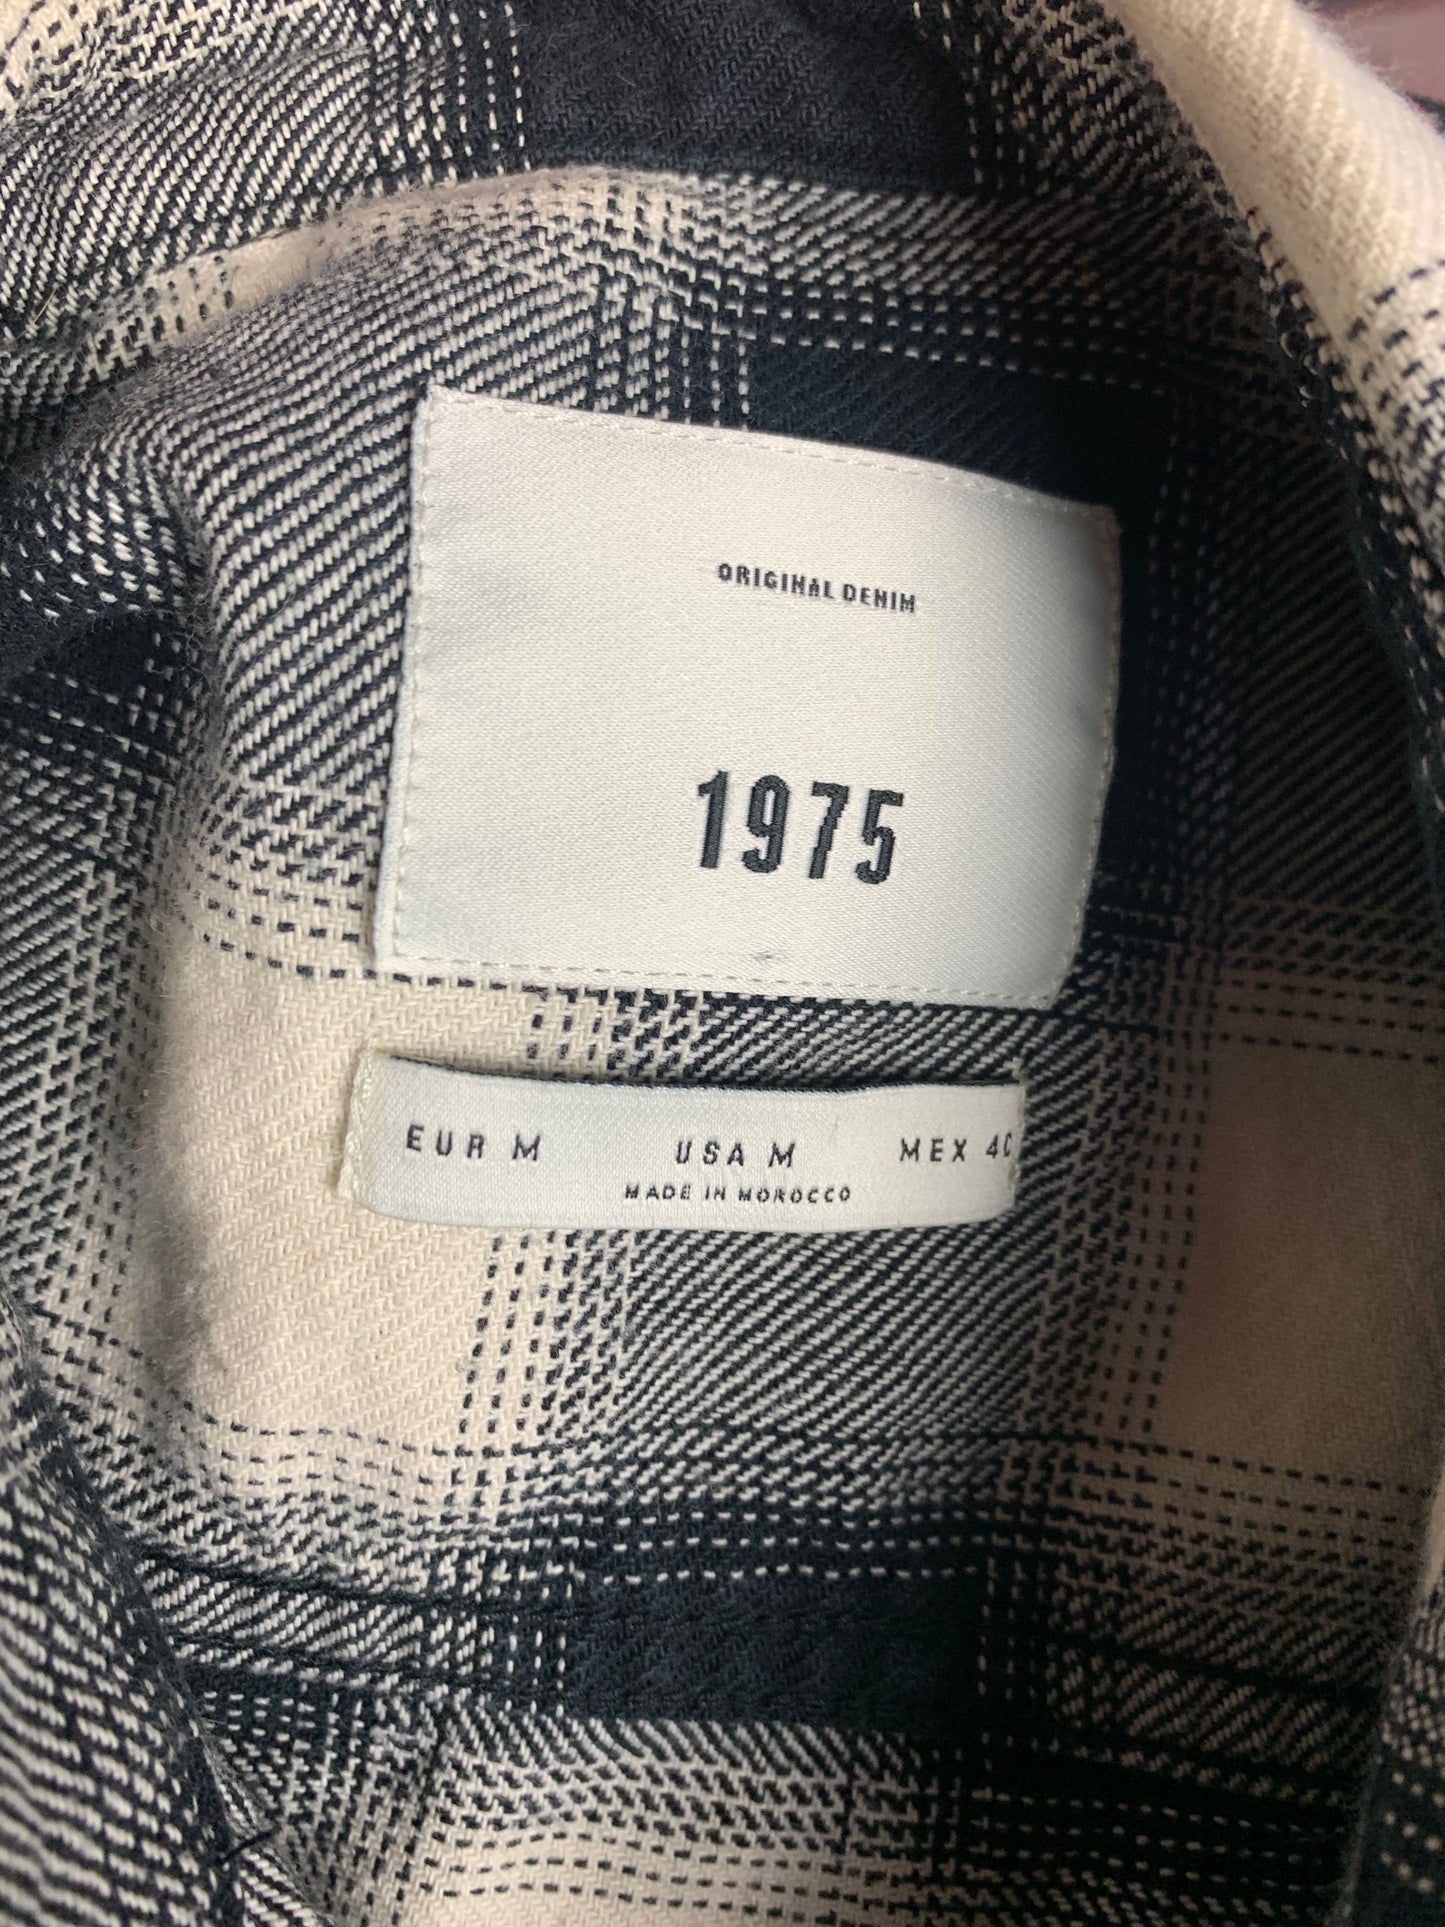 ORIGINAL DENIM
1975
EUR M USA M MEX 40
MADE IN MOROCCO